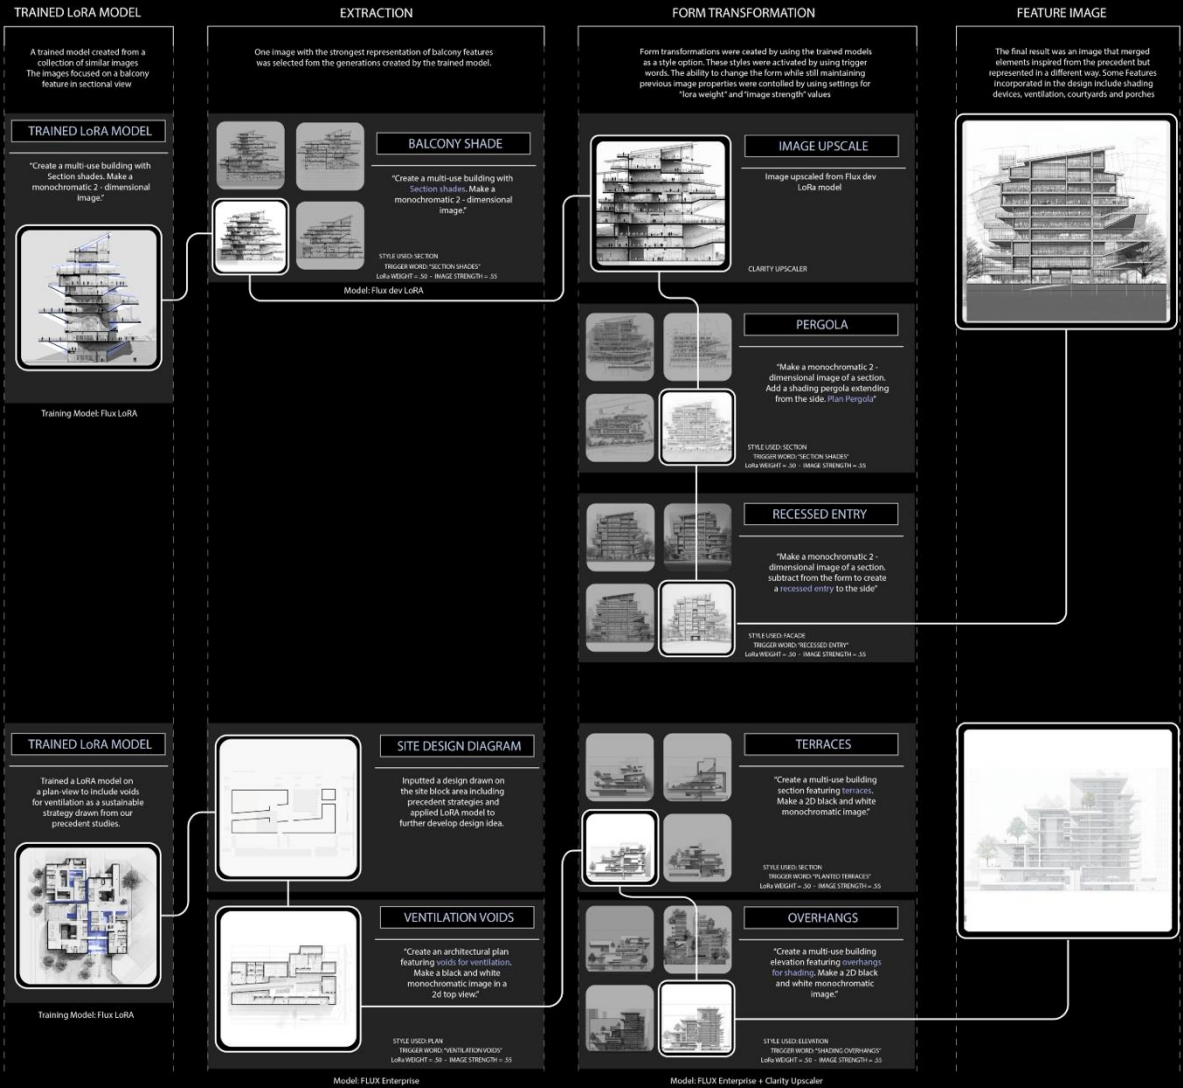 TRAINED LoRA MODEL
EXTRACTION
FORM TRANSFORMATION
FEATURE IMAGE
A trained model created from a
collection of similar images
The images focused on a balcony
feature in sectional view
One image with the strongest representation of balcony features
was selected fom the generations created by the trained model.
Form transformations were ceated by using the trained models
as a style option. These styles were activated by using trigger
words. The ability to change the form while still maintaining
previous image properties were contolled by using settings for
"lora weight" and "image strength" values
The final result was an image that merged
elements inspired from the precedent but
represented in a different way. Some Features
incorporated in the design include shading
devices, ventilation, courtyards and porches
TRAINED LoRA MODEL
"Create a multi-use building with
Section shades. Make a
monochromatic 2 - dimensional
image."
Training Model: Flux LoRA
BALCONY SHADE
"Create a multi-use building with
Section shades. Make a
monochromatic 2 - dimensional
image."
STYLE USED: SECTION
TRIGGER WORD: "SECTION SHADES"
LoRa WEIGHT = .50 - IMAGE STRENGTH = .55
Model: Flux dev LoRA
IMAGE UPSCALE
Image upscaled from Flux dev
LoRa model
CLARITY UPSCALER
PERGOLA
"Make a monochromatic 2 -
dimensional image of a section.
Add a shading pergola extending
from the side. Plan Pergola"
STYLE USED: SECTION
TRIGGER WORD: "SECTION SHADES"
LoRa WEIGHT = .50 - IMAGE STRENGTH = .55
RECESSED ENTRY
"Make a monochromatic 2 -
dimensional image of a section.
subtract from the form to create
a recessed entry to the side"
STYLE USED: FACADE
TRIGGER WORD: "RECESSED ENTRY"
LoRa WEIGHT = .50 - IMAGE STRENGTH = .55
TRAINED LoRA MODEL
Trained a LoRA model on
a plan-view to include voids
for ventilation as a sustainable
strategy drawn from our
precedent studies.
Training Model: Flux LoRA
SITE DESIGN DIAGRAM
Inputted a design drawn on
the site block area including
precedent strategies and
applied LoRA model to
further develop design idea.
VENTILATION VOIDS
"Create an architectural plan
featuring voids for ventilation.
Make a black and white
monochromatic image in a
2d top view."
STYLE USED: PLAN
TRIGGER WORD: "VENTILATION VOIDS"
LoRa WEIGHT = .50 - IMAGE STRENGTH = .55
Model: FLUX Enterprise
TERRACES
"Create a multi-use building
section featuring terraces.
Make a 2D black and white
monochromatic image."
STYLE USED: SECTION
TRIGGER WORD: "PLANTED TERRACES"
LoRa WEIGHT = .50 - IMAGE STRENGTH = .55
OVERHANGS
"Create a multi-use building
elevation featuring overhangs
for shading. Make a 2D black
and white monochromatic
image."
STYLE USED: ELEVATION
TRIGGER WORD: "SHADING OVERHANGS"
LoRa WEIGHT = .50 - IMAGE STRENGTH = .55
Model: FLUX Enterprise + Clarity Upscaler